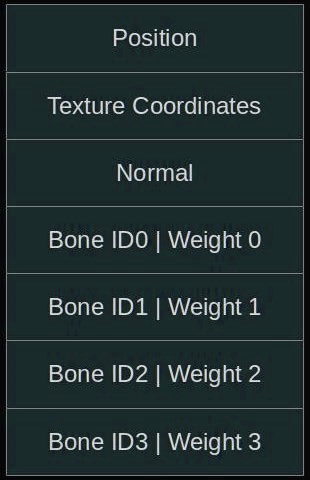 Position
Texture Coordinates
Normal
Bone ID0 | Weight 0
Bone ID1 | Weight 1
Bone ID2 | Weight 2
Bone ID3 | Weight 3